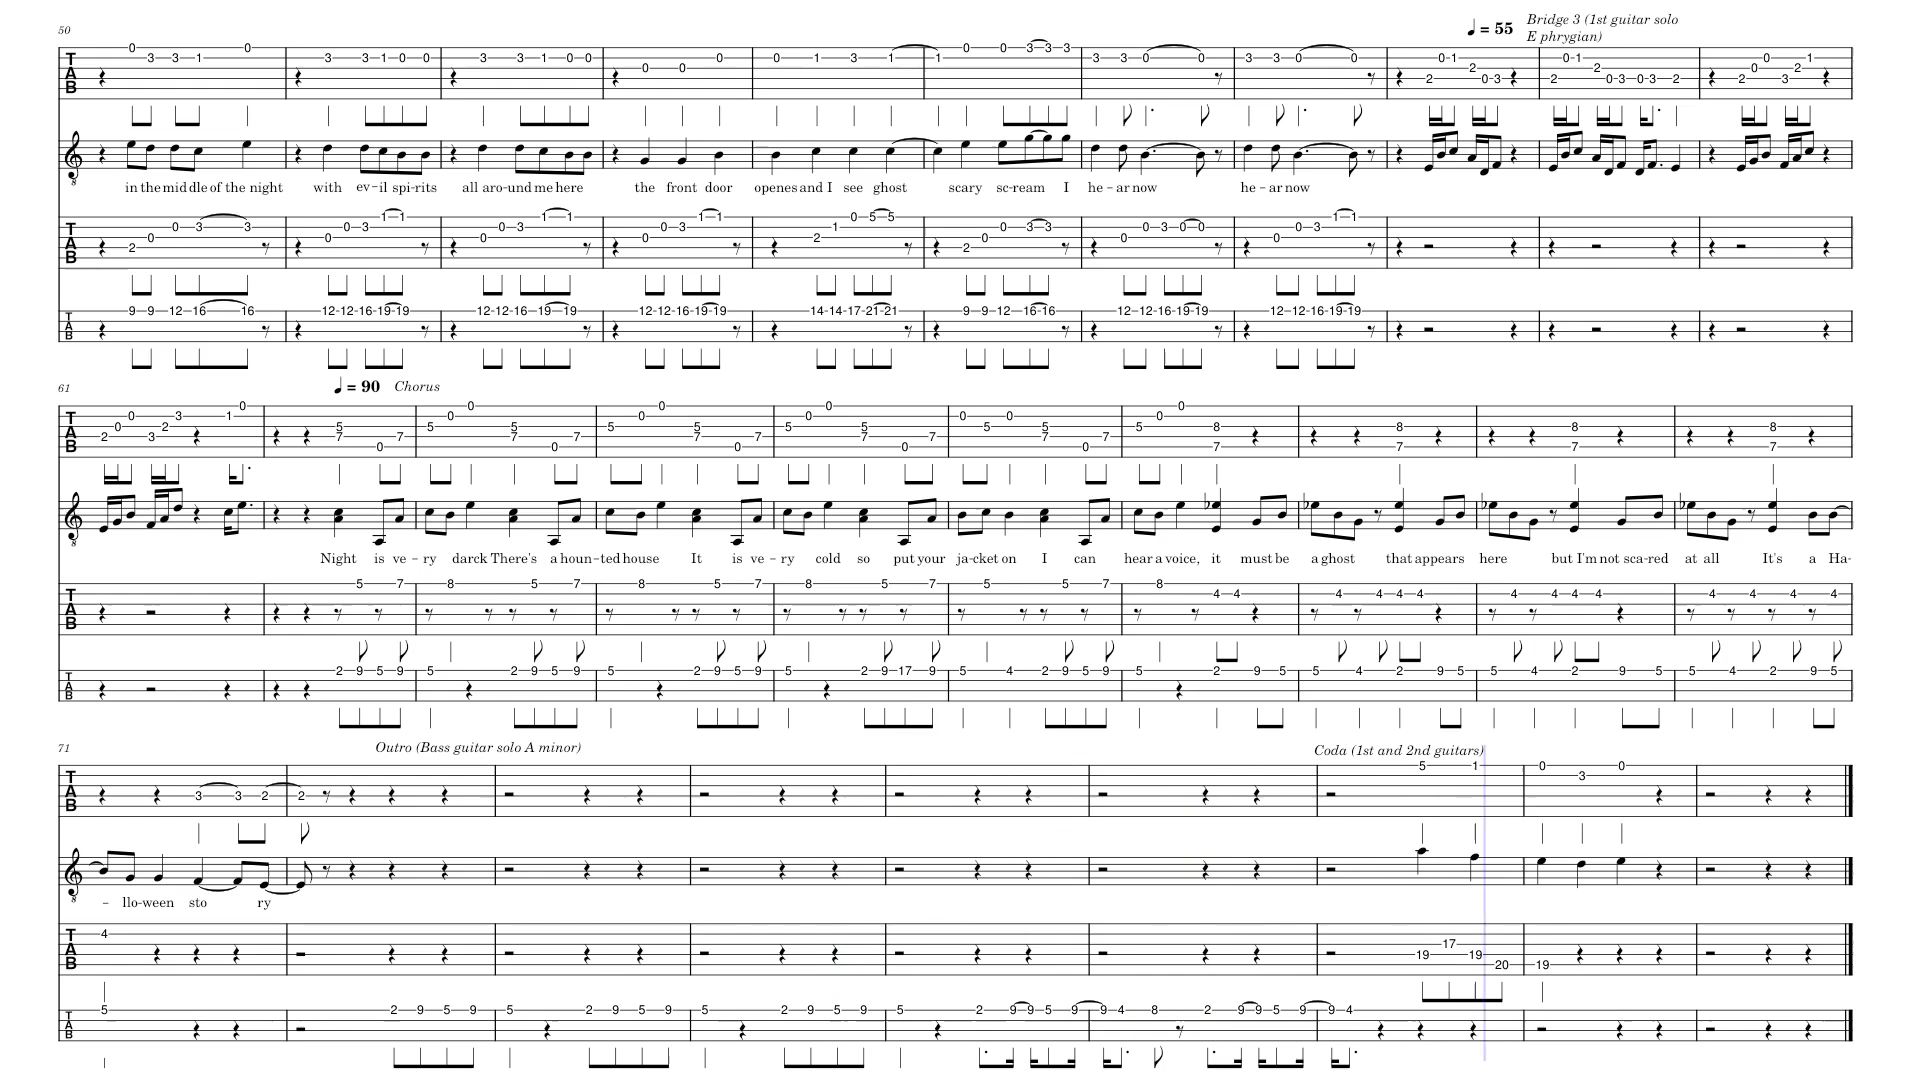 50
♩ = 55 Bridge 3 (1st guitar solo
E phrygian)
in the mid dle of the night with ev-il spi-rits all aro-und me here the front door openes and I see ghost scary sc-ream I he - ar now he - ar now
61
♩ = 90 Chorus
Night is ve - ry darck There's a houn-ted house It is ve - ry cold so put your ja-cket on I can hear a voice, it must be a ghost that appears here but I'm not sca-red at all It's a Ha-
71
Outro (Bass guitar solo A minor)
Coda (1st and 2nd guitars)
- llo-ween sto ry